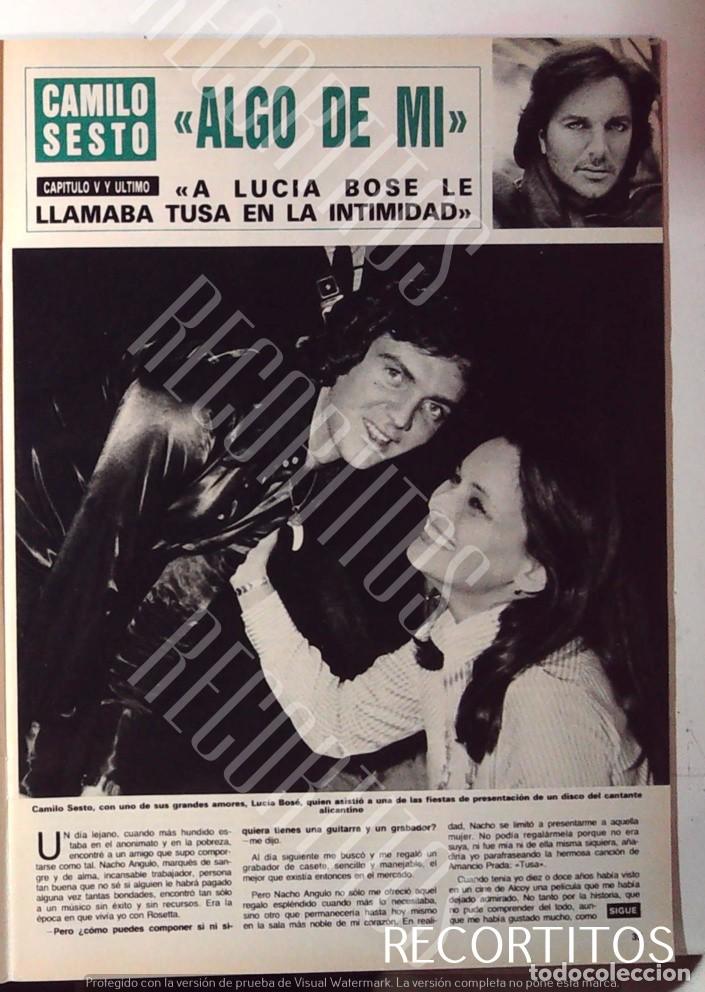 CAMILO
SESTO
«ALGO DE MI»
CAPITULO V Y ULTIMO
«A LUCIA BOSE LE
LLAMABA TUSA EN LA INTIMIDAD»
Camilo Sesto, con uno de sus grandes amores, Lucía Bosé, quien asistió a una de las fiestas de presentación de un disco del cantante
alicantino
UN día lejano, cuando más hundido es-
taba en el anonimato y en la pobreza,
encontré a un amigo que supo compor-
tarse como tal. Nacho Angulo, marqués de san-
gre y de alma, incansable trabajador, persona
tan buena que no sé si alguien le habrá pagado
alguna vez tantas bondades, encontró tan sólo
a un músico sin éxito y sin recursos. Era la
época en que vivía yo con Rosetta.
—Pero ¿cómo puedes componer si ni si-
quiera tienes una guitarra y un grabador?
—me dijo.
Al día siguiente me buscó y me regaló un
grabador de casete, sencillo y manejable, el
mejor que existía entonces en el mercado.
Pero Nacho Angulo no sólo me ofreció aquel
regalo espléndido cuando más lo necesitaba,
sino otro que permanecería hasta hoy mismo
en la sala más noble de mi corazón. En reali-
dad, Nacho se limitó a presentarme a aquella
mujer. No podía regalármela porque no era
suya, ni fue mía ni de ella misma siquiera, aña-
diría yo parafraseando la hermosa canción de
Amancio Prada: «Tusa».
Cuando tenía yo diez o doce años había visto
en un cine de Alcoy una película que me había
dejado admirado. No tanto por la historia, que
no pude comprender del todo, aun-
que me había gustado mucho, como
SIGUE
RECORTITOS
RECORTITOS
RECORTITOS
RECORTITOS
RECORTITOS
todocoleccion
Protegido con la versión de prueba de Visual Watermark. La versión completa no pone esta marca.